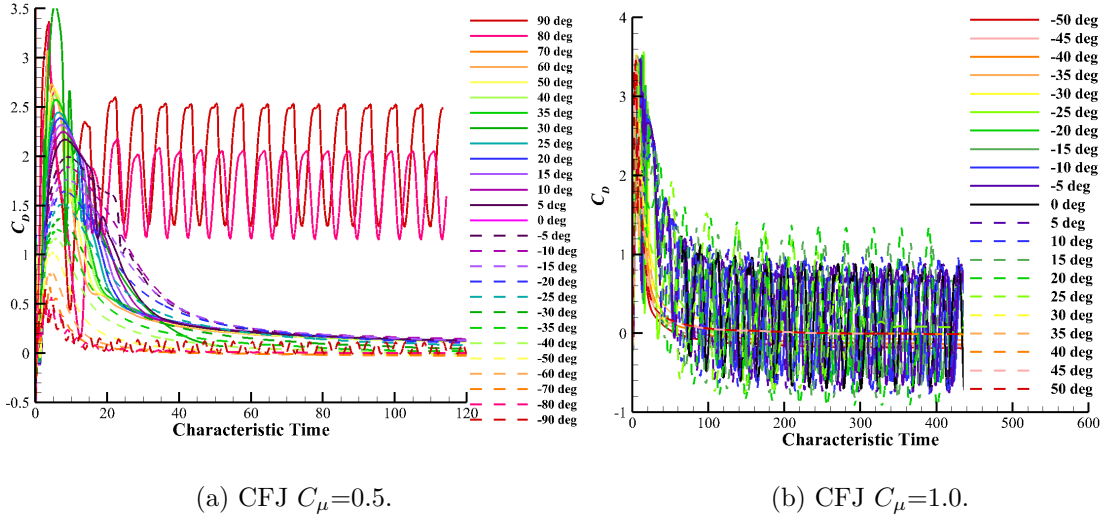 3.5
3
2.5
2
1.5
1
0.5
0
-0.5
C_D
0
20
40
60
80
100
120
Characteristic Time
90 deg
80 deg
70 deg
60 deg
50 deg
40 deg
35 deg
30 deg
25 deg
20 deg
15 deg
10 deg
5 deg
0 deg
-5 deg
-10 deg
-15 deg
-20 deg
-25 deg
-30 deg
-35 deg
-40 deg
-50 deg
-60 deg
-70 deg
-80 deg
-90 deg
(a) CFJ C_μ=0.5.
4
3
2
1
0
-1
C_D
0
100
200
300
400
500
600
Characteristic Time
-50 deg
-45 deg
-40 deg
-35 deg
-30 deg
-25 deg
-20 deg
-15 deg
-10 deg
-5 deg
0 deg
5 deg
10 deg
15 deg
20 deg
25 deg
30 deg
35 deg
40 deg
45 deg
50 deg
(b) CFJ C_μ=1.0.